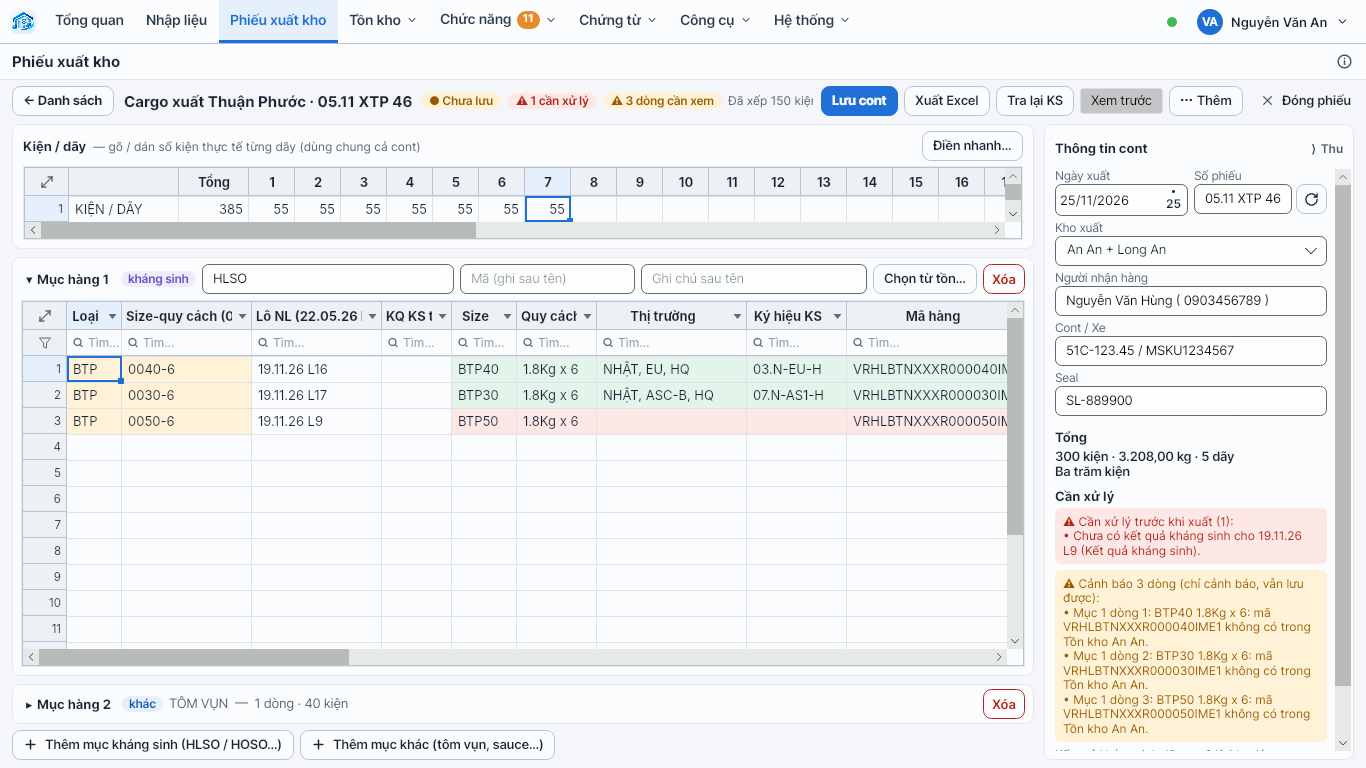 Tổng quan Nhập liệu Phiếu xuất kho Tồn kho Chức năng 11 Chứng từ Công cụ Hệ thống VA Nguyễn Văn An
Phiếu xuất kho
← Danh sách Cargo xuất Thuận Phước · 05.11 XTP 46 Chưa lưu 1 cần xử lý 3 dòng cần xem Đã xếp 150 kiệ Lưu cont Xuất Excel Tra lại KS Xem trước ··· Thêm × Đóng phiếu
Kiện / dãy — gõ / dán số kiện thực tế từng dãy (dùng chung cả cont) Điền nhanh...
Tổng 1 2 3 4 5 6 7 8 9 10 11 12 13 14 15 16
1 KIỆN / DÃY 385 55 55 55 55 55 55 55
▾ Mục hàng 1 kháng sinh HLSO Mã (ghi sau tên) Ghi chú sau tên Chọn từ tồn... Xóa
Loại Size-quy cách (0 Lô NL (22.05.26 KQ KS t Size Quy cách Thị trường Ký hiệu KS Mã hàng
Tìm... Tìm... Tìm... Tìm... Tìm... Tìm... Tìm... Tìm... Tìm...
1 BTP 0040-6 19.11.26 L16 BTP40 1.8Kg x 6 NHẬT, EU, HQ 03.N-EU-H VRHLBTNXXXR000040IM
2 BTP 0030-6 19.11.26 L17 BTP30 1.8Kg x 6 NHẬT, ASC-B, HQ 07.N-AS1-H VRHLBTNXXXR000030IM
3 BTP 0050-6 19.11.26 L9 BTP50 1.8Kg x 6 VRHLBTNXXXR000050IM
4
5
6
7
8
9
10
11
▸ Mục hàng 2 khác TÔM VỤN — 1 dòng · 40 kiện Xóa
+ Thêm mục kháng sinh (HLSO / HOSO...) + Thêm mục khác (tôm vụn, sauce...)
Thông tin cont ⟩ Thu
Ngày xuất Số phiếu
25/11/2026 25 05.11 XTP 46
Kho xuất
An An + Long An
Người nhận hàng
Nguyễn Văn Hùng ( 0903456789 )
Cont / Xe
51C-123.45 / MSKU1234567
Seal
SL-889900
Tổng
300 kiện · 3.208,00 kg · 5 dãy
Ba trăm kiện
Cần xử lý
Cần xử lý trước khi xuất (1):
• Chưa có kết quả kháng sinh cho 19.11.26
L9 (Kết quả kháng sinh).
Cảnh báo 3 dòng (chỉ cảnh báo, vẫn lưu
được):
• Mục 1 dòng 1: BTP40 1.8Kg x 6: mã
VRHLBTNXXXR000040IME1 không có trong
Tồn kho An An.
• Mục 1 dòng 2: BTP30 1.8Kg x 6: mã
VRHLBTNXXXR000030IME1 không có trong
Tồn kho An An.
• Mục 1 dòng 3: BTP50 1.8Kg x 6: mã
VRHLBTNXXXR000050IME1 không có trong
Tồn kho An An.